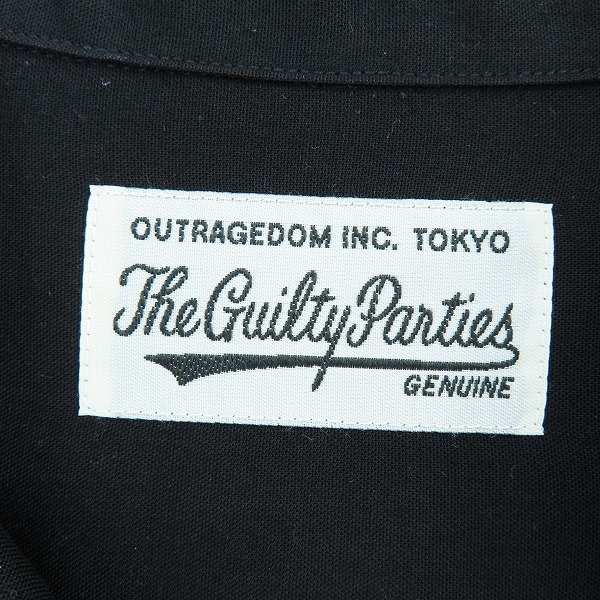 OUTRAGEDOM INC. TOKYO
The Guilty Parties
GENUINE